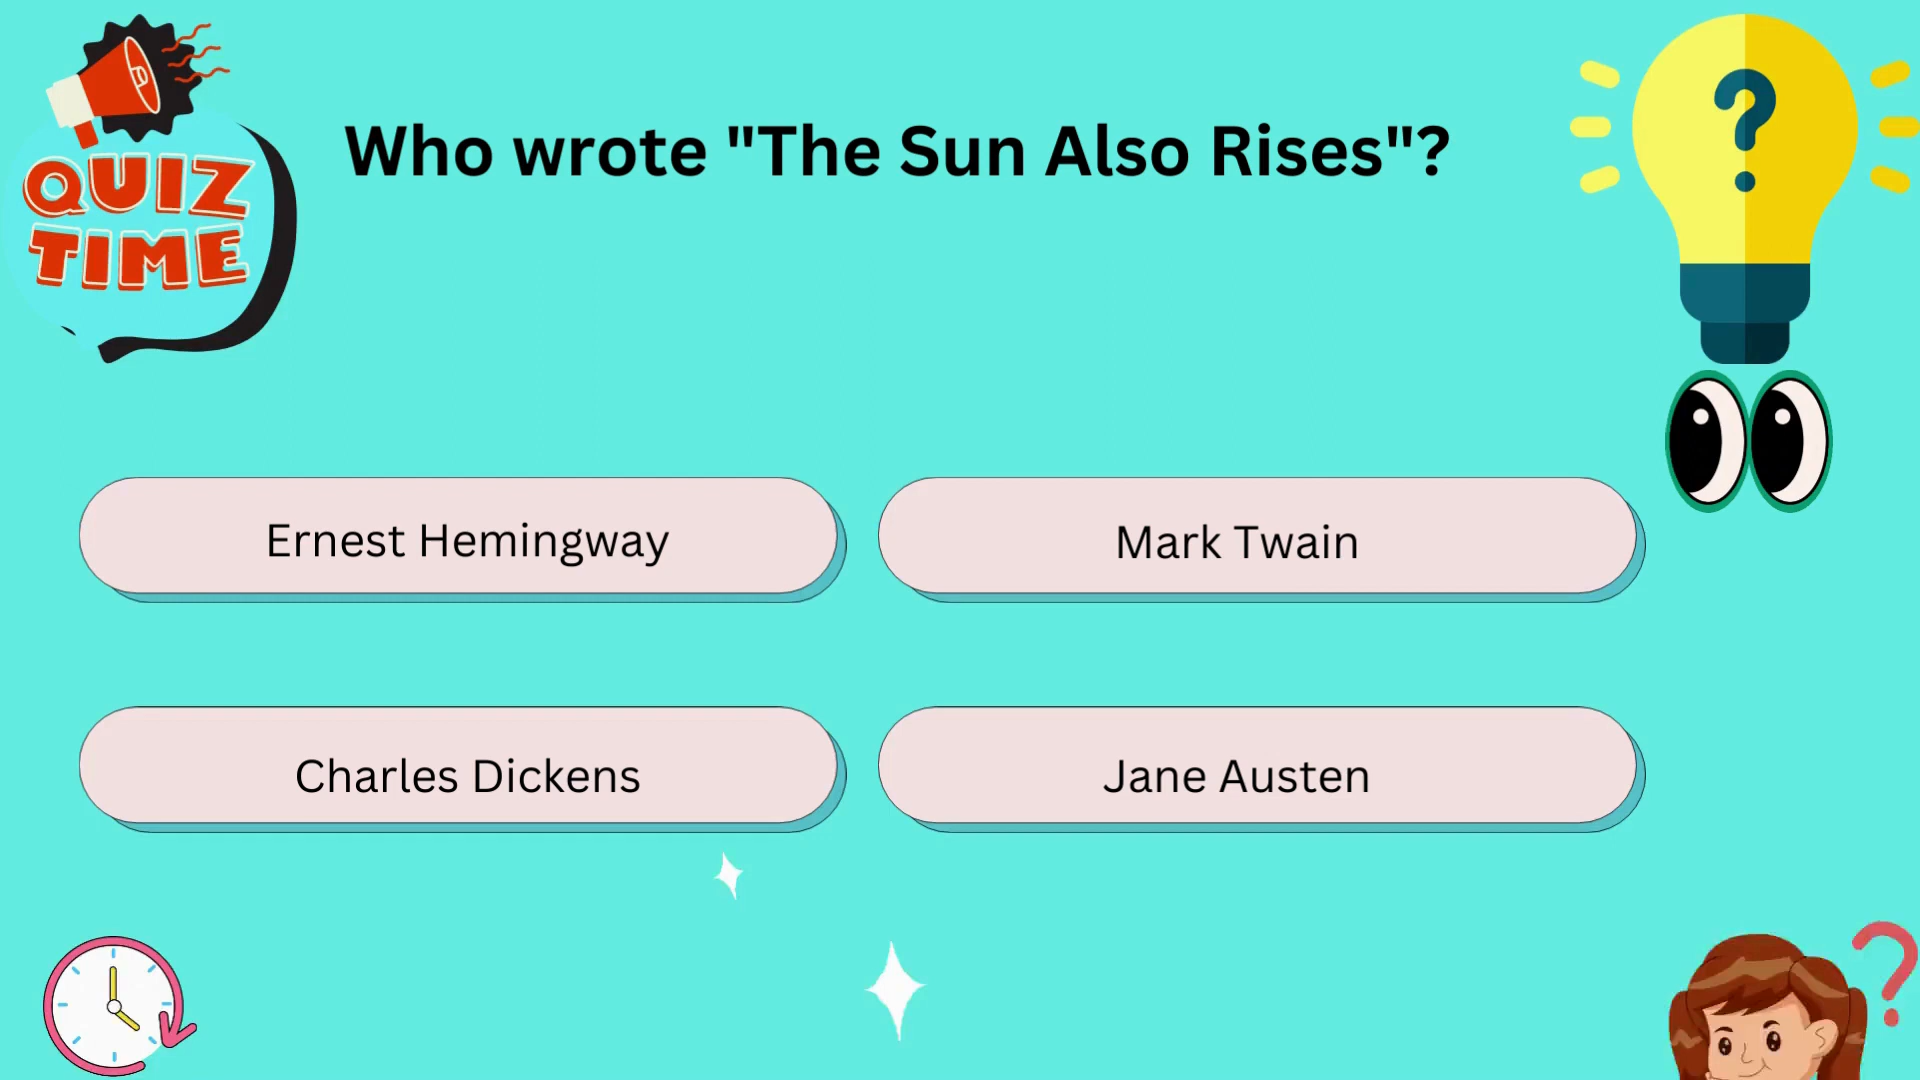 QUIZ
TIME
Who wrote "The Sun Also Rises"?
Ernest Hemingway
Mark Twain
Charles Dickens
Jane Austen